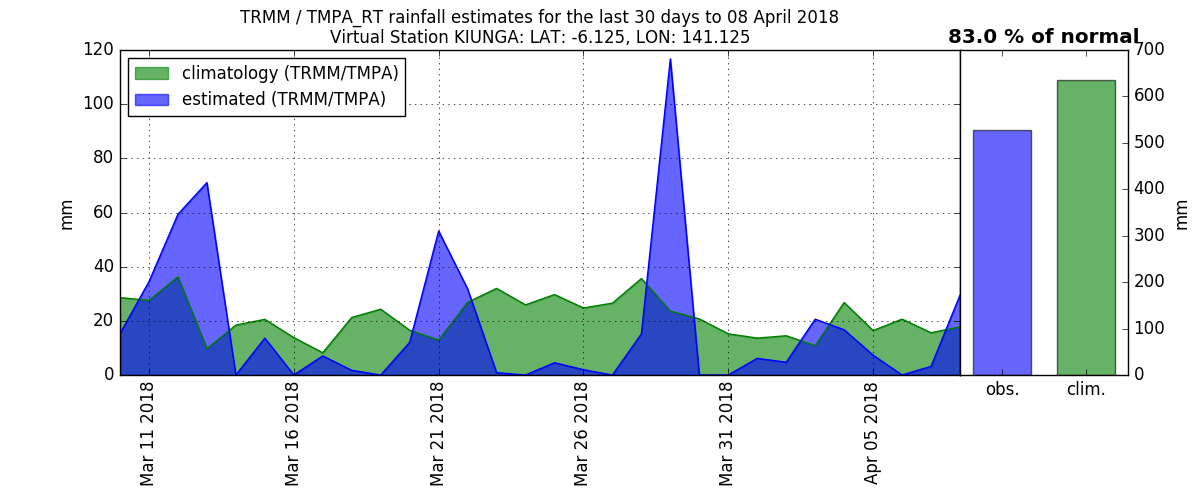 TRMM / TMPA_RT rainfall estimates for the last 30 days to 08 April 2018
Virtual Station KIUNGA: LAT: -6.125, LON: 141.125
83.0 % of normal
climatology (TRMM/TMPA)
estimated (TRMM/TMPA)
120
100
80
60
40
20
0
mm
Mar 11 2018
Mar 16 2018
Mar 21 2018
Mar 26 2018
Mar 31 2018
Apr 05 2018
obs.
clim.
700
600
500
400
300
200
100
0
mm